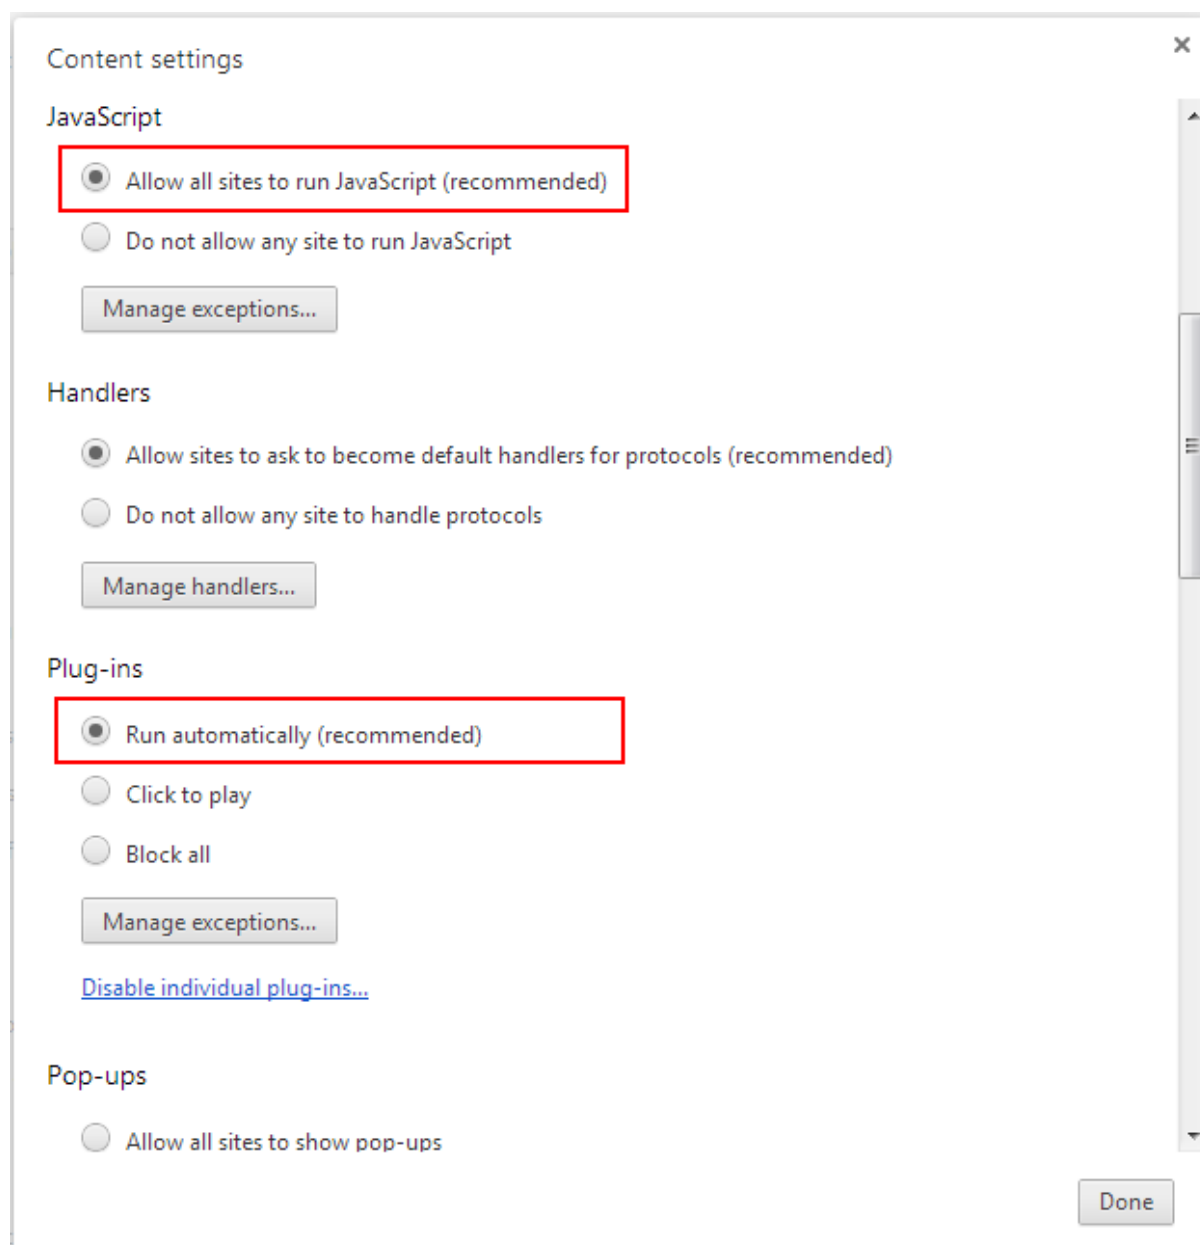 Content settings
JavaScript
Allow all sites to run JavaScript (recommended)
Do not allow any site to run JavaScript
Manage exceptions...
Handlers
Allow sites to ask to become default handlers for protocols (recommended)
Do not allow any site to handle protocols
Manage handlers...
Plug-ins
Run automatically (recommended)
Click to play
Block all
Manage exceptions...
Disable individual plug-ins...
Pop-ups
Allow all sites to show pop-ups
Done